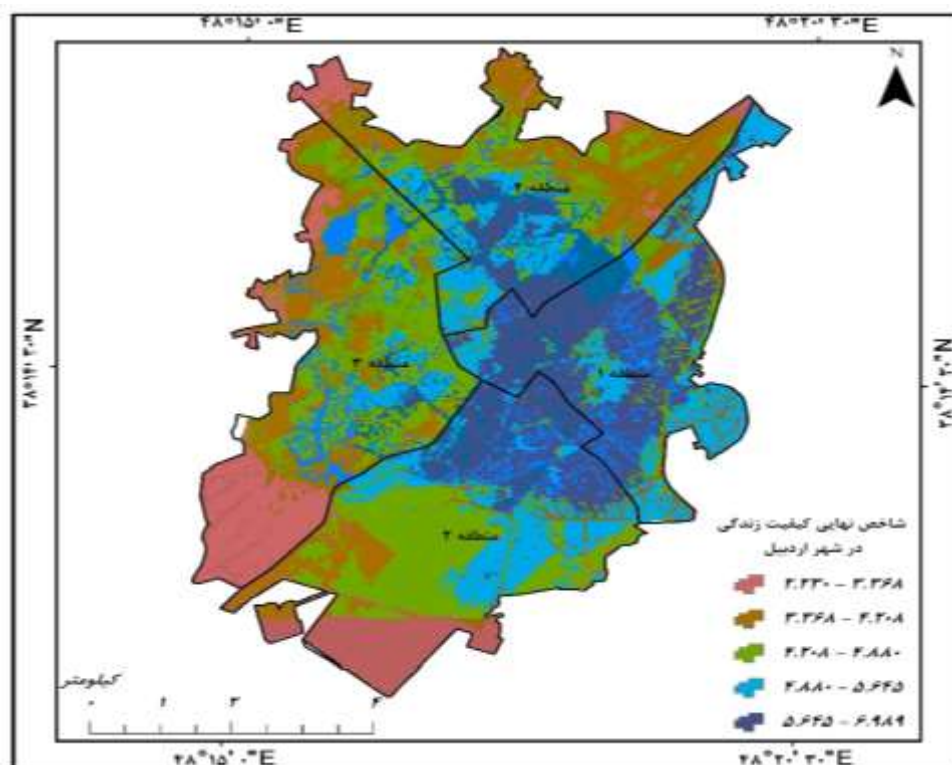 ۴۸°۱۵'۰"E ۴۸°۲۰'۳۰"E
N
۳۸°۱۴'۳۰"N ۳۸°۱۴'۳۰"N
منطقه ۴
منطقه ۳
منطقه ۱
منطقه ۲
شاخص نهایی کیفیت زندگی
در شهر اردبیل
۲.۲۳۰ - ۳.۳۶۸
۳.۳۶۸ - ۴.۲۰۸
۴.۲۰۸ - ۴.۸۸۰
۴.۸۸۰ - ۵.۶۴۵
۵.۶۴۵ - ۶.۹۸۹
کیلومتر
۰ ۱ ۲ ۴
۴۸°۱۵'۰"E ۴۸°۲۰'۳۰"E